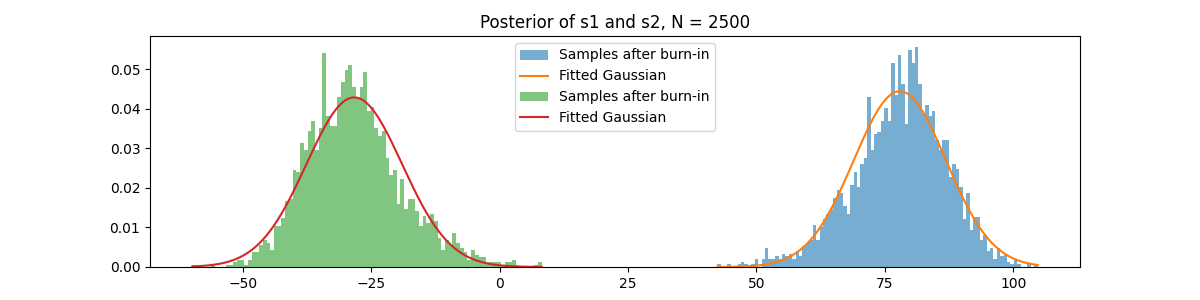 Posterior of s1 and s2, N = 2500
Samples after burn-in
Fitted Gaussian
Samples after burn-in
Fitted Gaussian
0.05
0.04
0.03
0.02
0.01
0.00
−50 −25 0 25 50 75 100